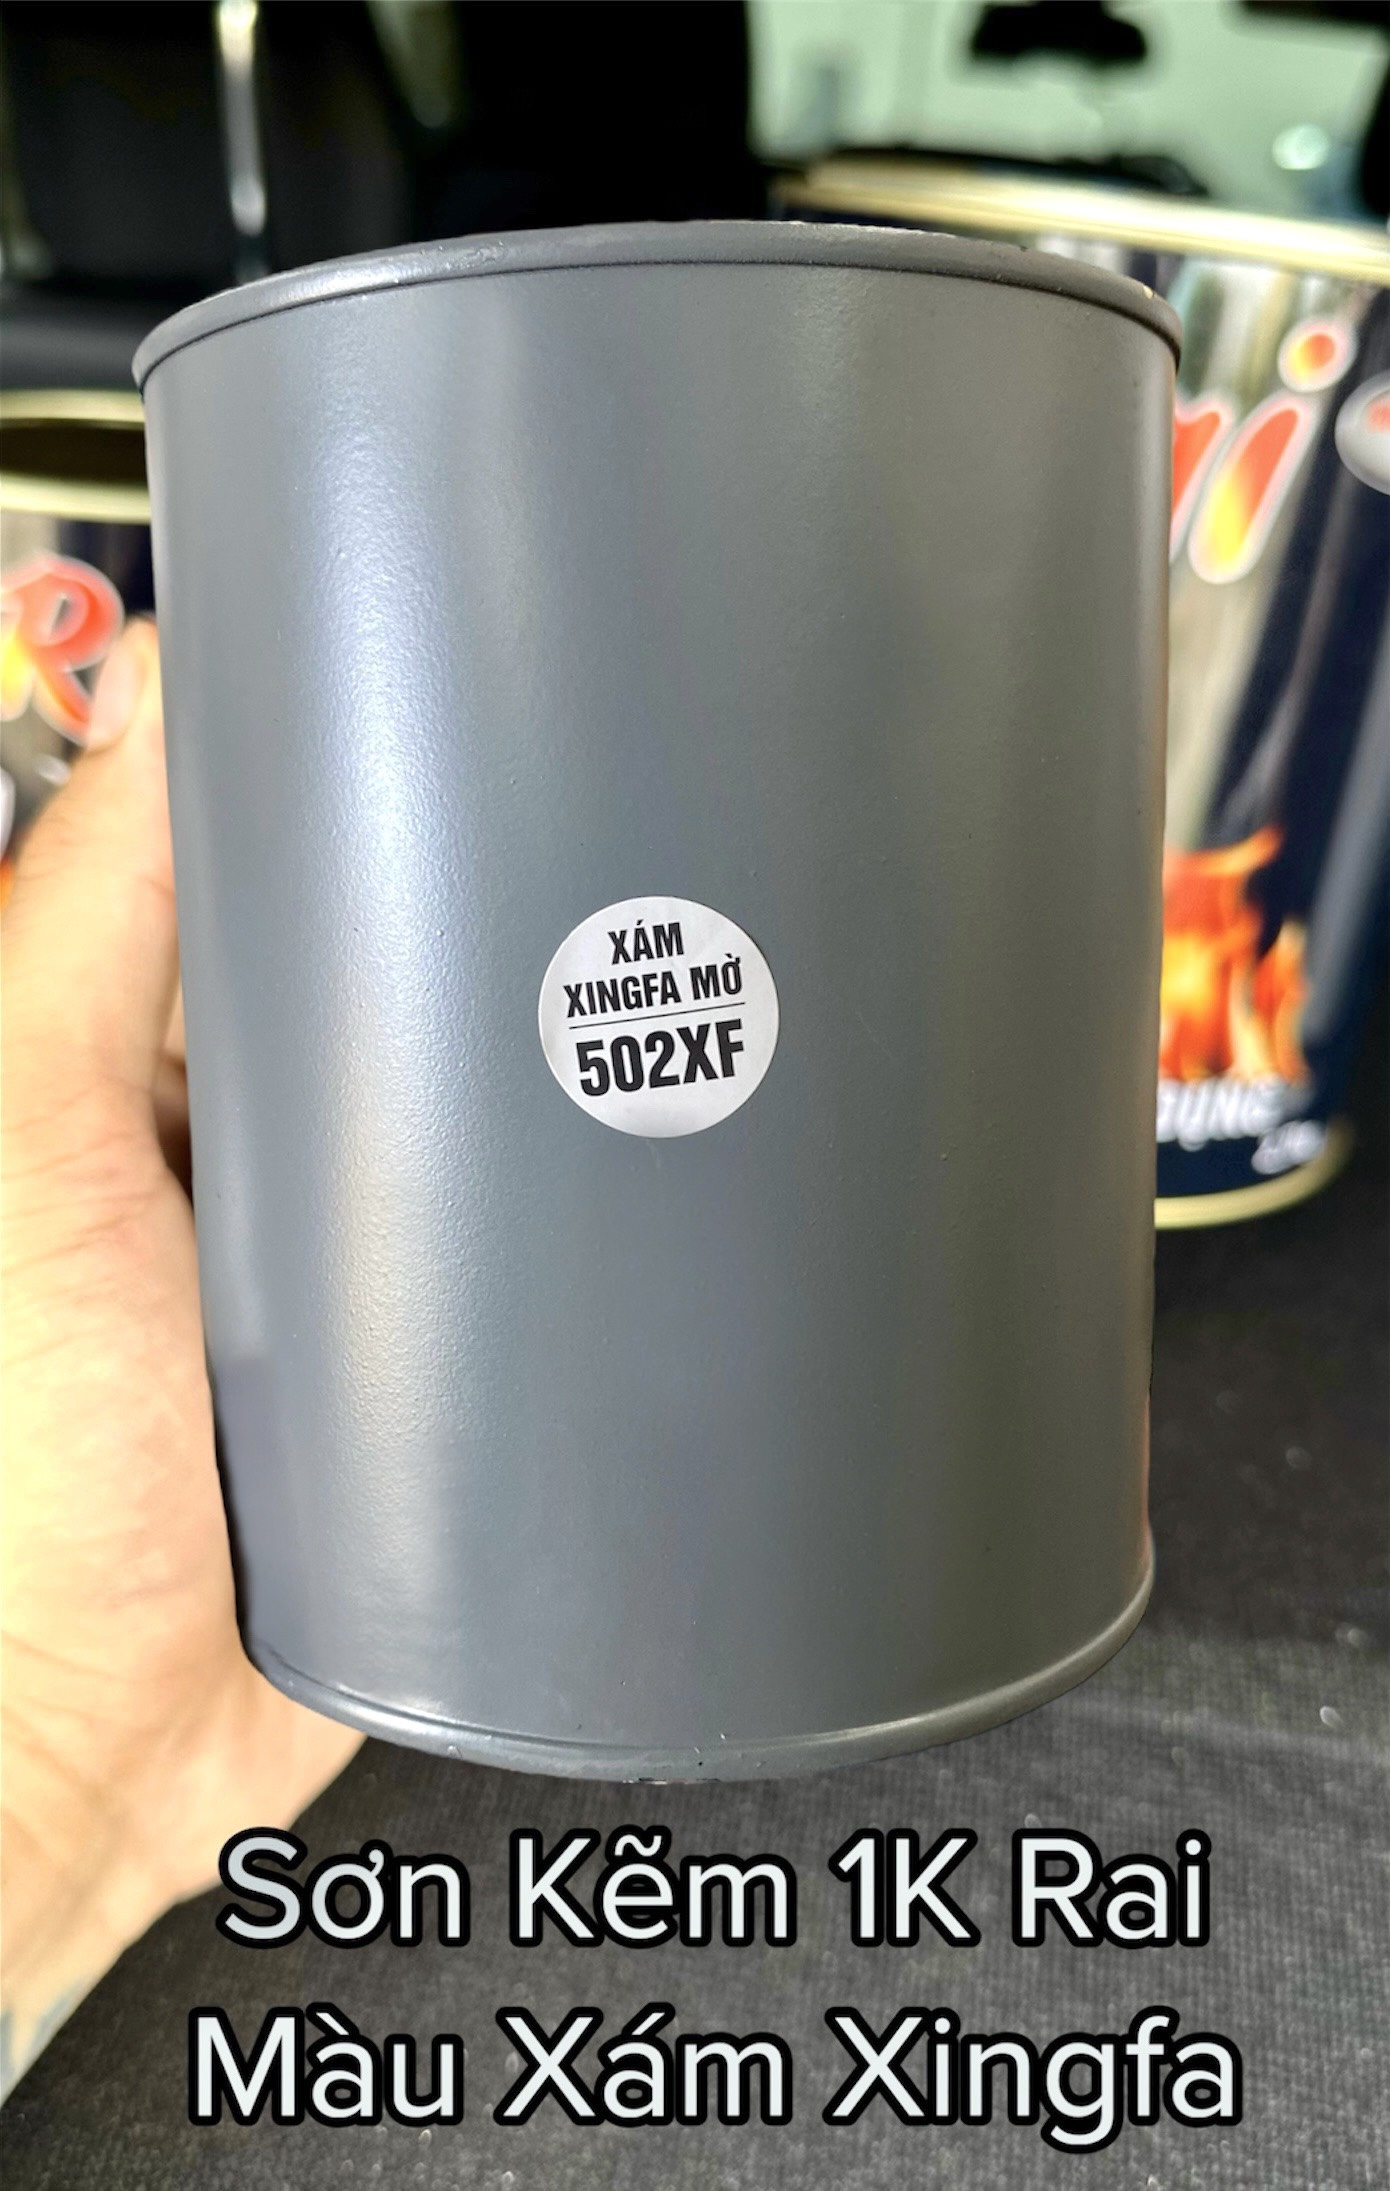 XÁM
XINGFA MỜ
502XF
Sơn Kẽm 1K Rai
Màu Xám Xingfa